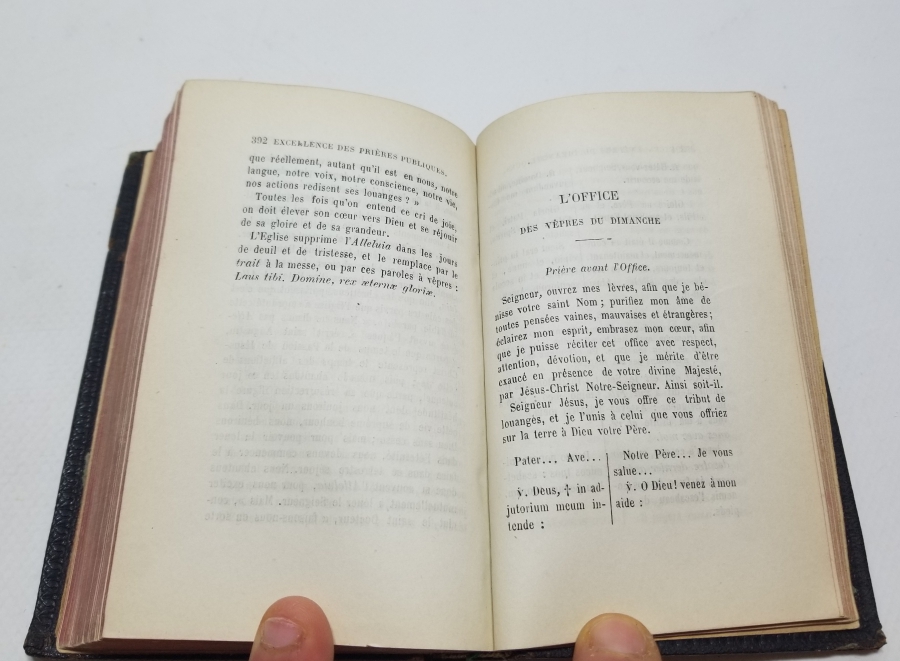 392 EXCELLENCE DES PRIÈRES PUBLIQUES.
que réellement, autant qu'il est en nous, notre
langue, notre voix, notre conscience, notre vie,
nos actions redisent ses louanges ? »
Toutes les fois qu'on entend ce cri de joie,
on doit élever son cœur vers Dieu et se réjouir
de sa gloire et de sa grandeur.
L'Eglise supprime l'Alleluia dans les jours
de deuil et de tristesse, et le remplace par le
trait à la messe, ou par ces paroles à vêpres :
Laus tibi. Domine, rex æternæ gloriæ.
L'OFFICE
DES VÊPRES DU DIMANCHE
Prière avant l'Office.
Seigneur, ouvrez mes lèvres, afin que je bé-
nisse votre saint Nom ; purifiez mon âme de
toutes pensées vaines, mauvaises et étrangères ;
éclairez mon esprit, embrasez mon cœur, afin
que je puisse réciter cet office avec respect,
attention, dévotion, et que je mérite d'être
exaucé en présence de votre divine Majesté,
par Jésus-Christ Notre-Seigneur. Ainsi soit-il.
Seigneur Jésus, je vous offre ce tribut de
louanges, et je l'unis à celui que vous offriez
sur la terre à Dieu votre Père.
Pater... Ave...
℣. Deus, ✝ in ad-
jutorium meum in-
tende :
Notre Père... Je vous
salue...
℣. O Dieu! venez à mon
aide :